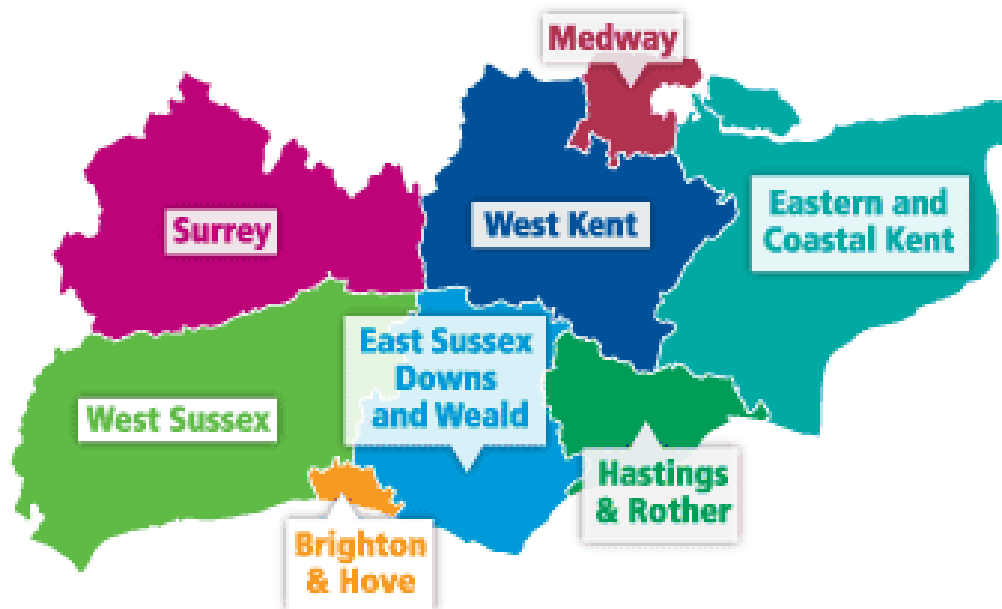 Medway
Surrey
West Kent
Eastern and
Coastal Kent
East Sussex
Downs
and Weald
West Sussex
Hastings
& Rother
Brighton
& Hove